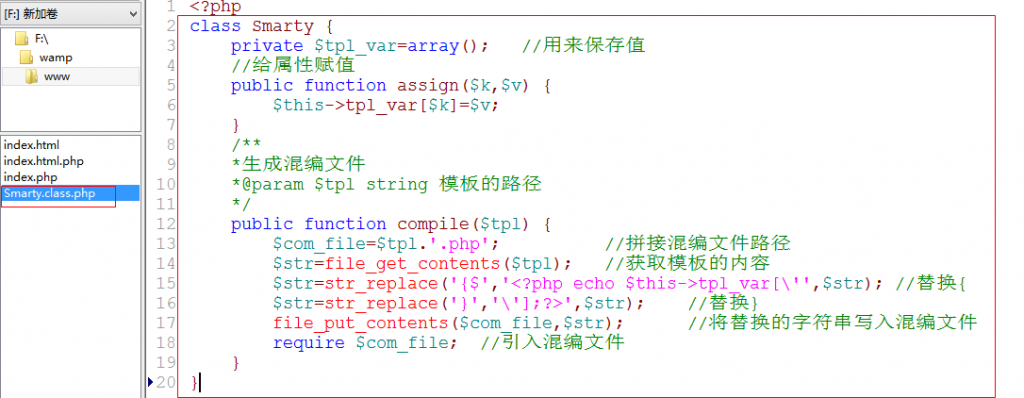 [F:] 新加卷
F:\
wamp
www
index.html
index.html.php
index.php
Smarty.class.php
1 <?php
2 class Smarty {
3 private $tpl_var=array(); //用来保存值
4 //给属性赋值
5 public function assign($k,$v) {
6 $this->tpl_var[$k]=$v;
7 }
8 /**
9 *生成混编文件
10 *@param $tpl string 模板的路径
11 */
12 public function compile($tpl) {
13 $com_file=$tpl.'.php'; //拼接混编文件路径
14 $str=file_get_contents($tpl); //获取模板的内容
15 $str=str_replace('{$','<?php echo $this->tpl_var[\'',$str); //替换{
16 $str=str_replace('}','\'];?>',$str); //替换}
17 file_put_contents($com_file,$str); //将替换的字符串写入混编文件
18 require $com_file; //引入混编文件
19 }
20 }